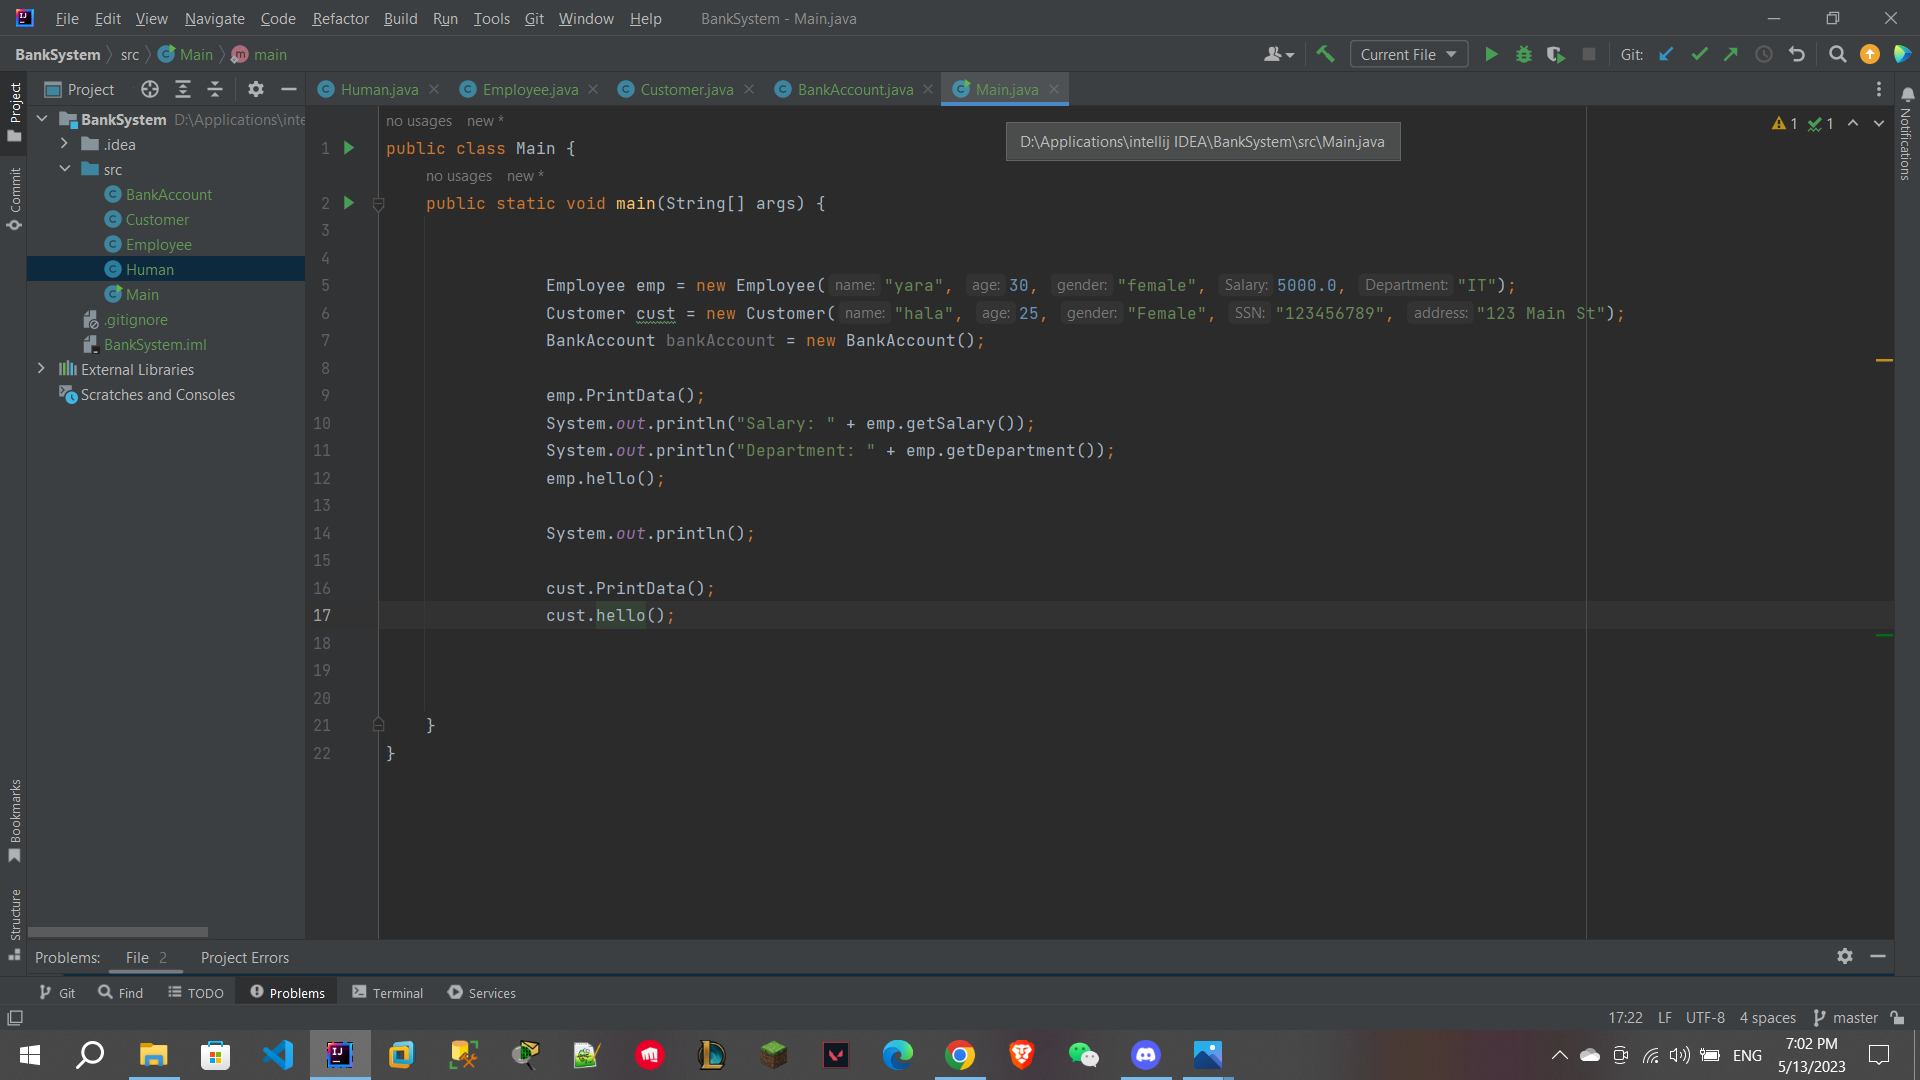 File Edit View Navigate Code Refactor Build Run Tools Git Window Help BankSystem - Main.java
BankSystem src Main main Current File Git:
Project Human.java Employee.java Customer.java BankAccount.java Main.java
Project
Commit
Bookmarks
Structure
Notifications
BankSystem D:\Applications\inte
.idea
src
BankAccount
Customer
Employee
Human
Main
.gitignore
BankSystem.iml
External Libraries
Scratches and Consoles
no usages new *
1 public class Main {
D:\Applications\intellij IDEA\BankSystem\src\Main.java
1 1
no usages new *
2 public static void main(String[] args) {
3
4
5 Employee emp = new Employee( name: "yara", age: 30, gender: "female", Salary: 5000.0, Department: "IT");
6 Customer cust = new Customer( name: "hala", age: 25, gender: "Female", SSN: "123456789", address: "123 Main St");
7 BankAccount bankAccount = new BankAccount();
8
9 emp.PrintData();
10 System.out.println("Salary: " + emp.getSalary());
11 System.out.println("Department: " + emp.getDepartment());
12 emp.hello();
13
14 System.out.println();
15
16 cust.PrintData();
17 cust.hello();
18
19
20
21 }
22 }
Problems: File 2 Project Errors
Git Find TODO Problems Terminal Services
17:22 LF UTF-8 4 spaces master
ENG
7:02 PM
5/13/2023